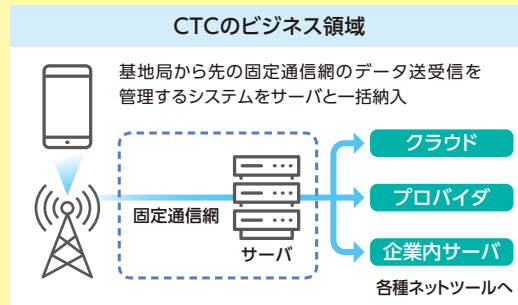 CTCのビジネス領域
基地局から先の固定通信網のデータ送受信を
管理するシステムをサーバと一括納入
クラウド
プロバイダ
固定通信網
サーバ
企業内サーバ
各種ネットツールへ